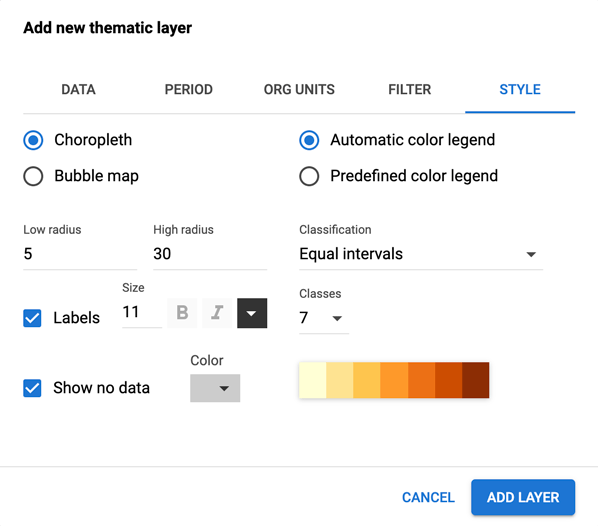 Add new thematic layer
DATA PERIOD ORG UNITS FILTER STYLE
Choropleth Automatic color legend
Bubble map Predefined color legend
Low radius High radius Classification
5 30 Equal intervals
Size Classes
Labels 11 B I 7
Color
Show no data
CANCEL ADD LAYER